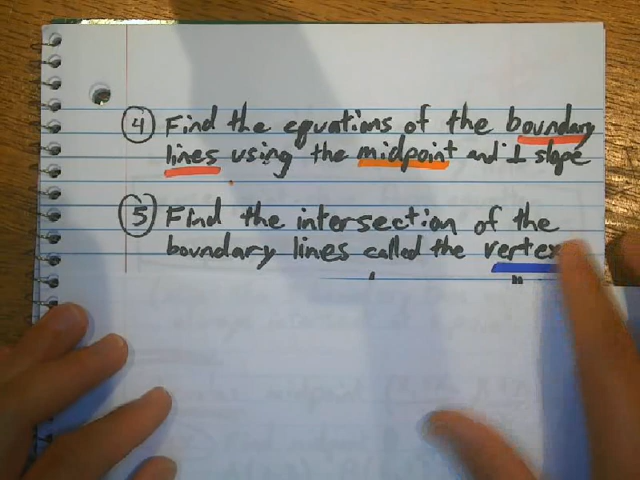 ④ Find the equations of the boundary
lines using the midpoint and ⊥ slope
⑤ Find the intersection of the
boundary lines called the vertex